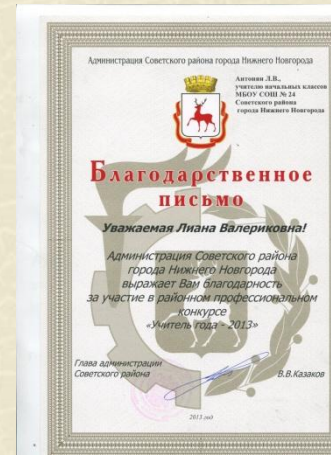 Администрация Советского района города Нижнего Новгорода
Антонян Л.В.,
учителю начальных классов
МБОУ СОШ № 24
Советского района
города Нижнего Новгорода
Благодарственное
письмо
Уважаемая Лиана Валериковна!
Администрация Советского района
города Нижнего Новгорода
выражает Вам благодарность
за участие в районном профессиональном
конкурсе
«Учитель года - 2013»
Глава администрации
Советского района
В.В.Казаков
2013 год